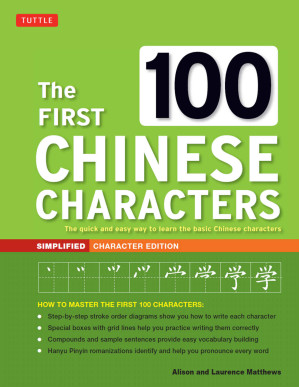 TUTTLE
The
FIRST
100
CHINESE
CHARACTERS
The quick and easy way to learn the basic Chinese characters
SIMPLIFIED CHARACTER EDITION
学 学
HOW TO MASTER THE FIRST 100 CHARACTERS:
Step-by-step stroke order diagrams show you how to write each character
Special boxes with grid lines help you practice writing them correctly
Compounds and sample sentences provide easy vocabulary building
Hanyu Pinyin romanizations identify and help you pronounce every word
Alison and Laurence Matthews